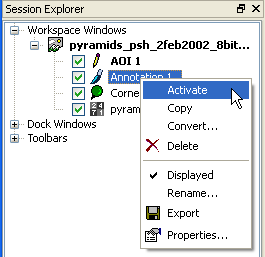 Session Explorer
Workspace Windows
pyramids_psh_2feb2002_8bit...
AOI 1
Annotation 1
Activate
Corne
Copy
pyram
Convert...
Dock Windows
Delete
Toolbars
Displayed
Rename...
Export
Properties...